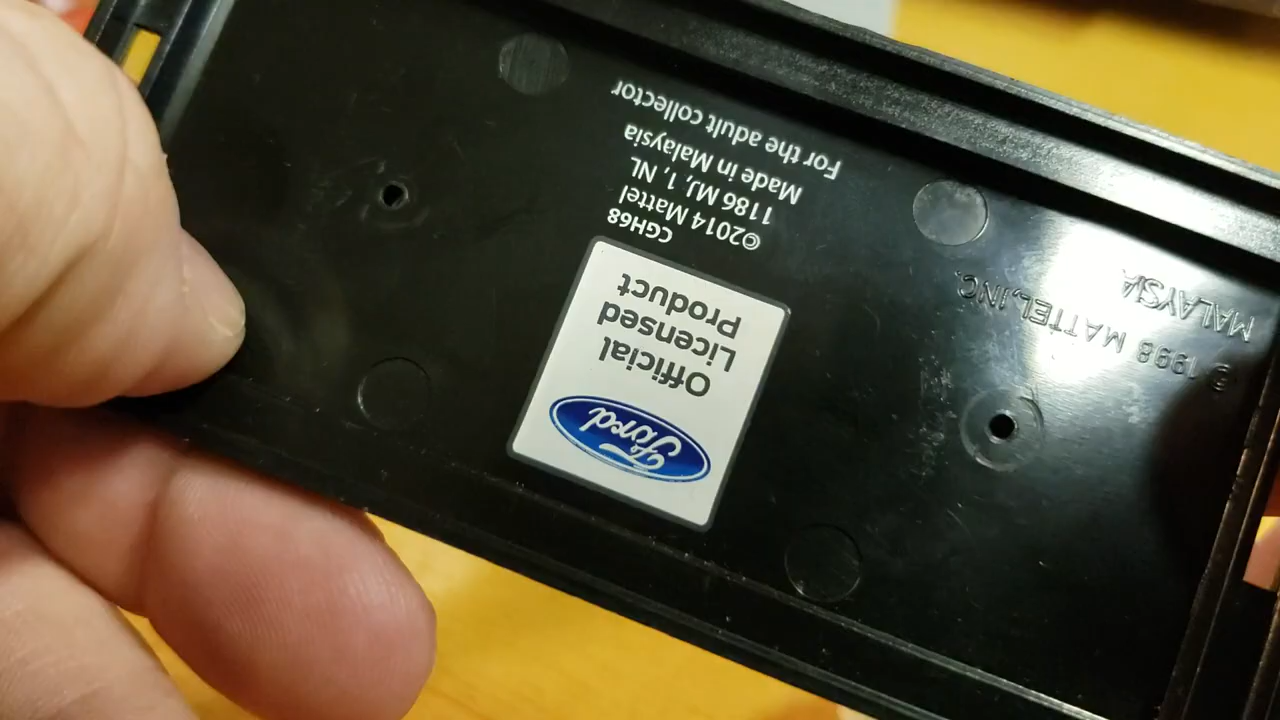 Ford
Official
Licensed
Product
CGH68
©2014 Mattel
1186 MJ, 1, NL
Made in Malaysia
For the adult collector
© 1998 MATTEL, INC.
MALAYSIA